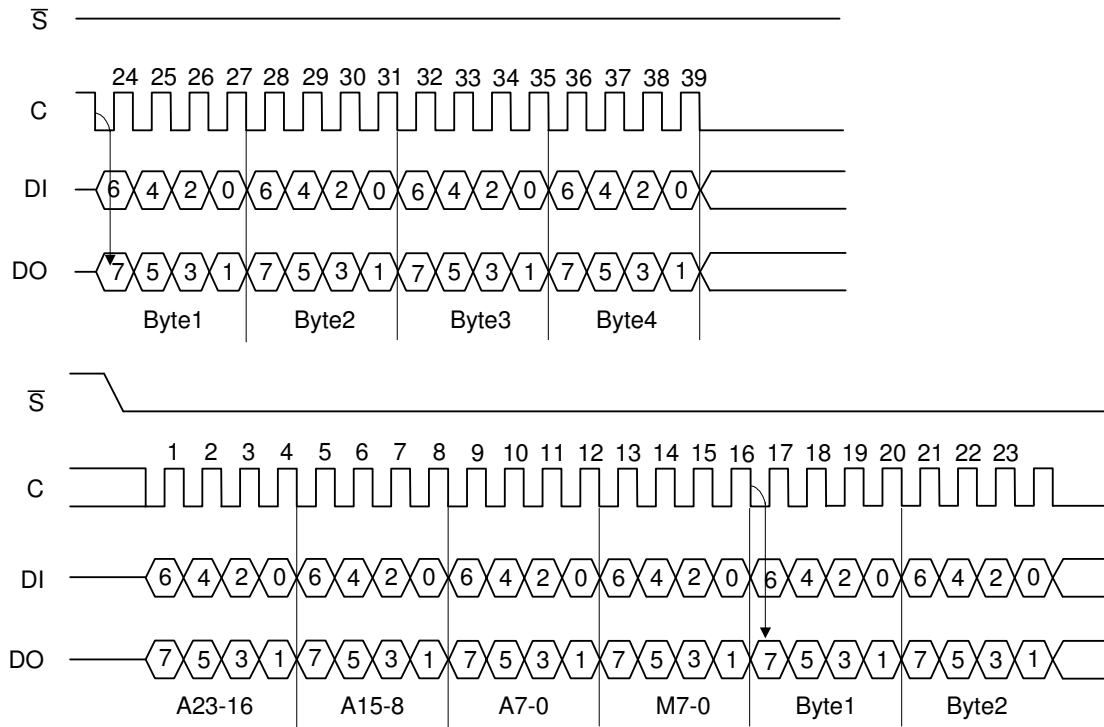 S̅
24 25 26 27 28 29 30 31 32 33 34 35 36 37 38 39
C
DI 6 4 2 0 6 4 2 0 6 4 2 0 6 4 2 0
DO 7 5 3 1 7 5 3 1 7 5 3 1 7 5 3 1
Byte1 Byte2 Byte3 Byte4
S̅
1 2 3 4 5 6 7 8 9 10 11 12 13 14 15 16 17 18 19 20 21 22 23
C
DI 6 4 2 0 6 4 2 0 6 4 2 0 6 4 2 0 6 4 2 0 6 4 2 0
DO 7 5 3 1 7 5 3 1 7 5 3 1 7 5 3 1 7 5 3 1 7 5 3 1
A23-16 A15-8 A7-0 M7-0 Byte1 Byte2